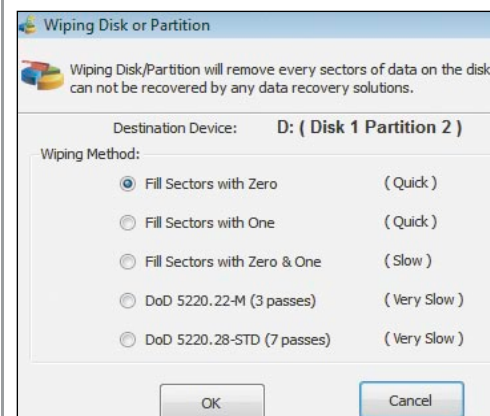 Wiping Disk or Partition
Wiping Disk/Partition will remove every sectors of data on the disk
can not be recovered by any data recovery solutions.
Destination Device: D: ( Disk 1 Partition 2 )
Wiping Method:
Fill Sectors with Zero ( Quick )
Fill Sectors with One ( Quick )
Fill Sectors with Zero & One ( Slow )
DoD 5220.22-M (3 passes) ( Very Slow )
DoD 5220.28-STD (7 passes) ( Very Slow )
OK Cancel